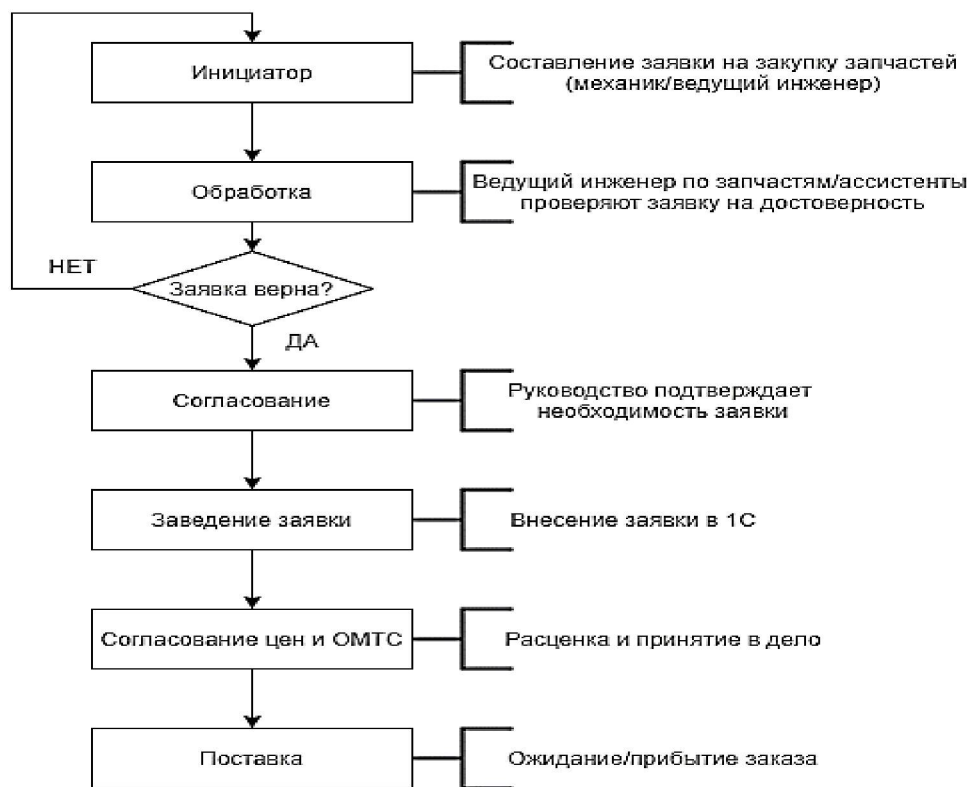 Инициатор
Составление заявки на закупку запчастей
(механик/ведущий инженер)
Обработка
Ведущий инженер по запчастям/ассистенты
проверяют заявку на достоверность
НЕТ
Заявка верна?
ДА
Согласование
Руководство подтверждает
необходимость заявки
Заведение заявки
Внесение заявки в 1С
Согласование цен и ОМТС
Расценка и принятие в дело
Поставка
Ожидание/прибытие заказа